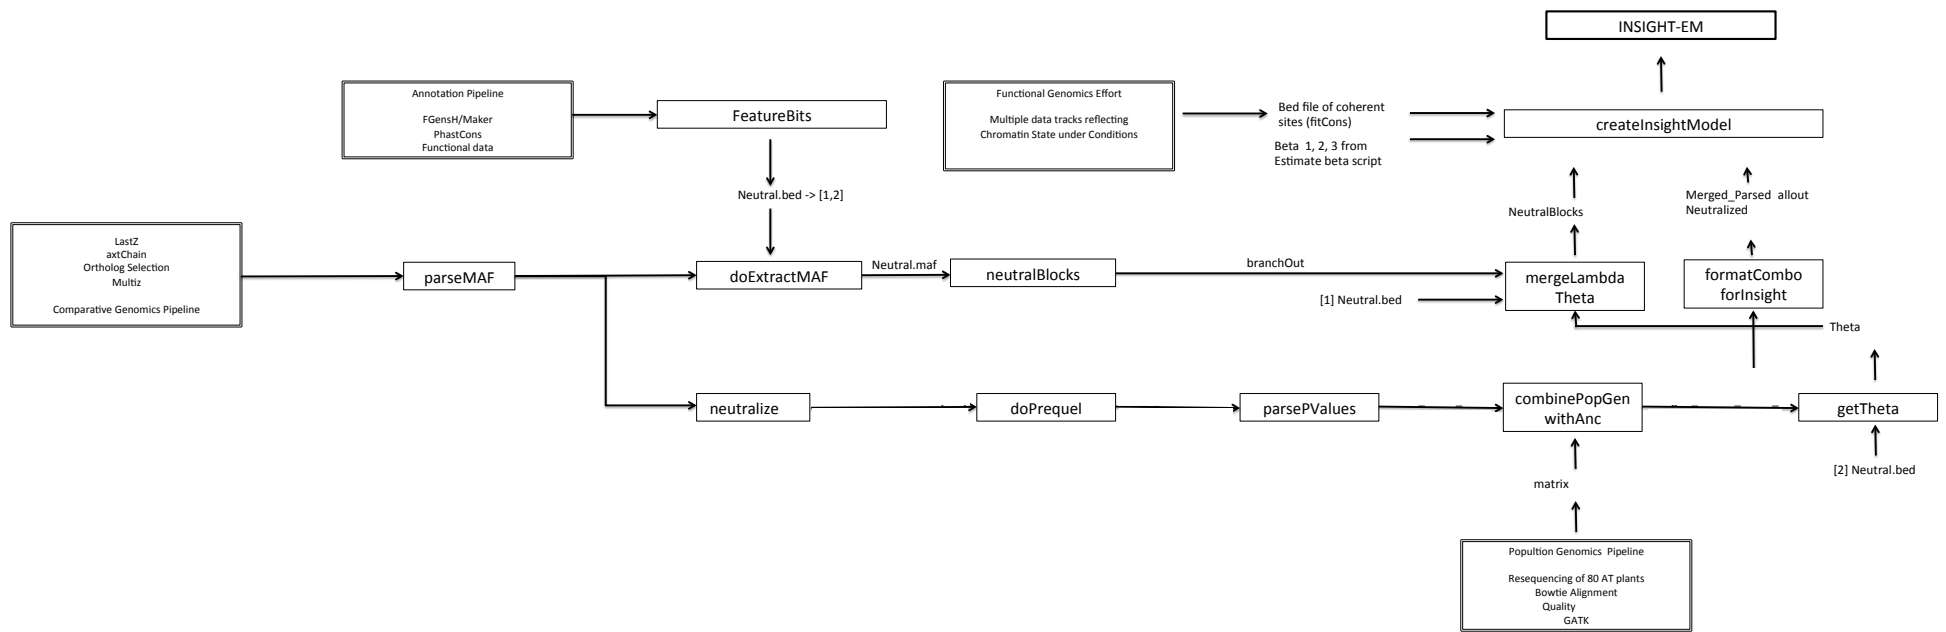 INSIGHT-EM
Annotation Pipeline
FGensH/Maker
PhastCons
Functional data
FeatureBits
Functional Genomics Effort
Multiple data tracks reflecting
Chromatin State under Conditions
Bed file of coherent
sites (fitCons)
Beta 1, 2, 3 from
Estimate beta script
createInsightModel
Neutral.bed -> [1,2]
NeutralBlocks
Merged_Parsed allout
Neutralized
LastZ
axtChain
Ortholog Selection
Multiz
Comparative Genomics Pipeline
parseMAF
doExtractMAF
Neutral.maf
neutralBlocks
branchOut
[1] Neutral.bed
mergeLambda
Theta
formatCombo
forInsight
Theta
neutralize
doPrequel
parsePValues
combinePopGen
withAnc
getTheta
[2] Neutral.bed
matrix
Popultion Genomics Pipeline
Resequencing of 80 AT plants
Bowtie Alignment
Quality
GATK